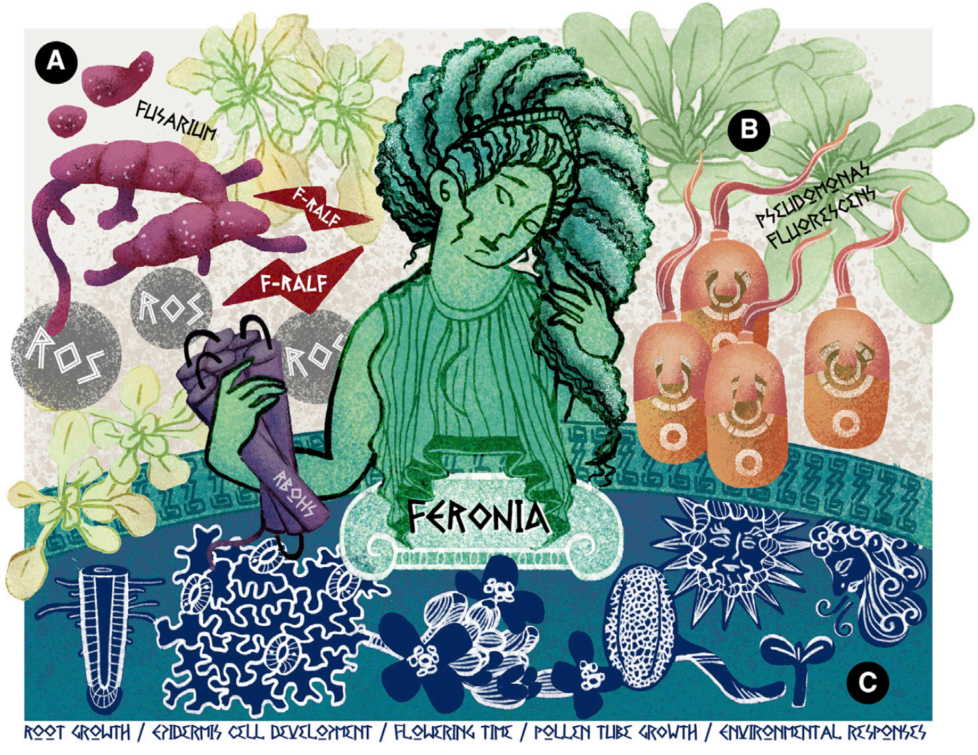 A
FUSARIUM
F-RALF
F-RALF
ROS
ROS
ROS
RBOHS
FERONIA
B
PSEUDOMONAS
FLUORESCENS
C
ROOT GROWTH / EPIDERMIS CELL DEVELOPMENT / FLOWERING TIME / POLLEN TUBE GROWTH / ENVIRONMENTAL RESPONSES